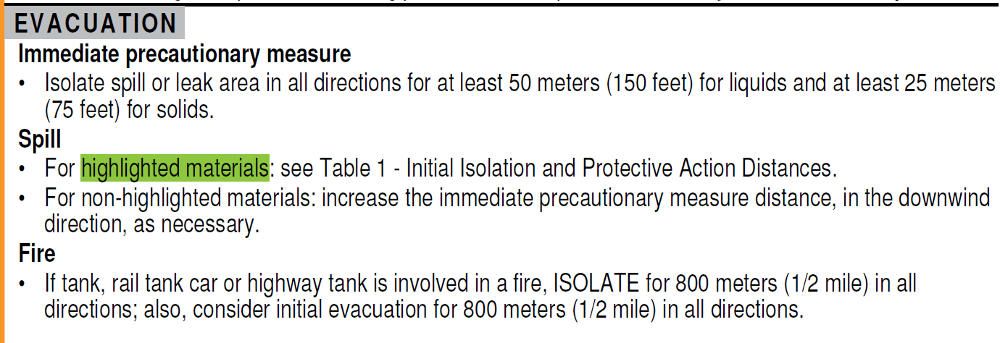 EVACUATION
Immediate precautionary measure
• Isolate spill or leak area in all directions for at least 50 meters (150 feet) for liquids and at least 25 meters
(75 feet) for solids.
Spill
• For highlighted materials: see Table 1 - Initial Isolation and Protective Action Distances.
• For non-highlighted materials: increase the immediate precautionary measure distance, in the downwind
direction, as necessary.
Fire
• If tank, rail tank car or highway tank is involved in a fire, ISOLATE for 800 meters (1/2 mile) in all
directions; also, consider initial evacuation for 800 meters (1/2 mile) in all directions.